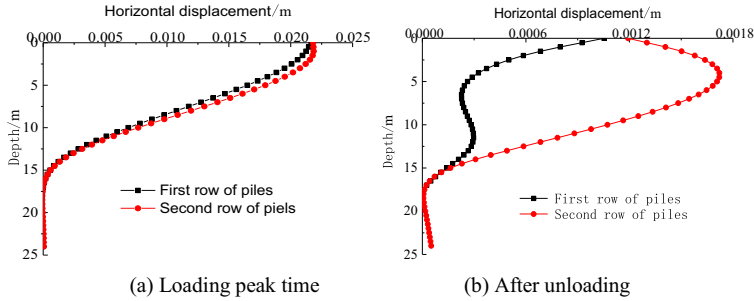 Horizontal displacement/m
0.000 0.005 0.010 0.015 0.020 0.025
0
5
10
15
20
25
Depth/m
First row of piles
Second row of piels
(a) Loading peak time
Horizontal displacement/m
0.0000 0.0006 0.0012 0.0018
0
5
10
15
20
25
Depth/m
First row of piles
Second row of piles
(b) After unloading